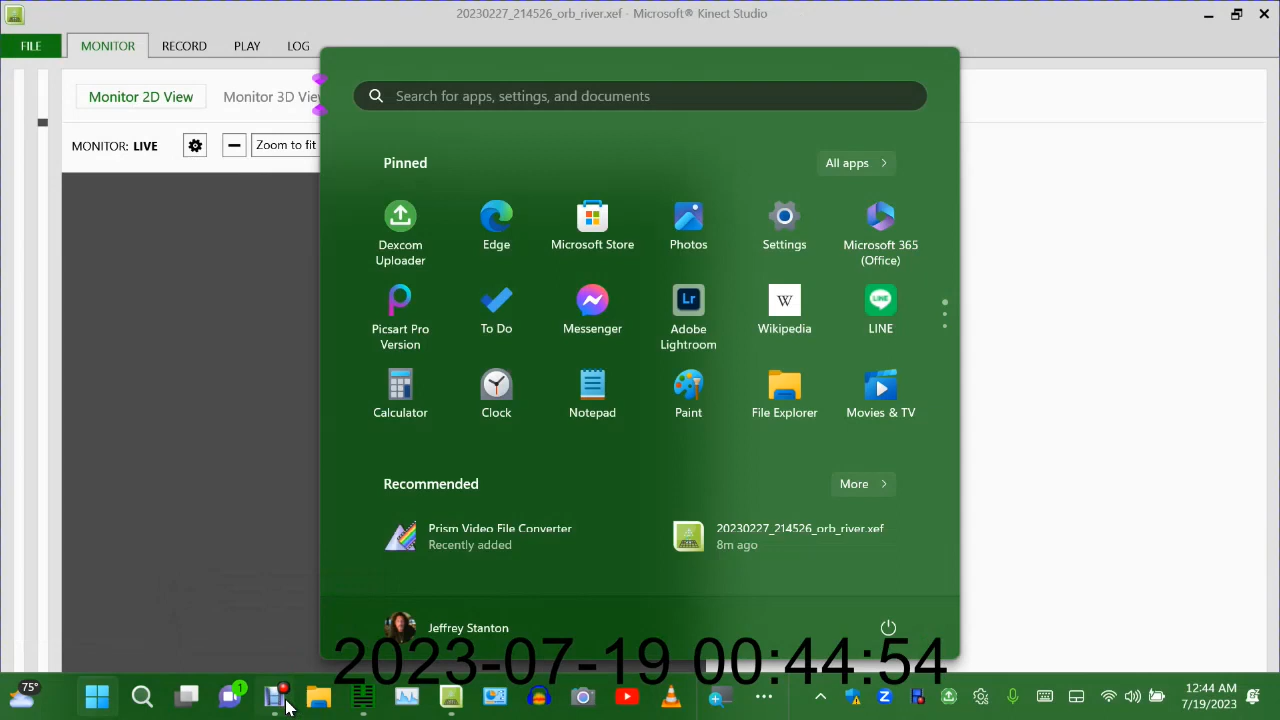 20230227_214526_orb_river.xef - Microsoft® Kinect Studio
FILE
MONITOR
RECORD
PLAY
LOG
Monitor 2D View
Monitor 3D Vie
MONITOR: LIVE
Zoom to fit
Search for apps, settings, and documents
Pinned
All apps
Dexcom
Uploader
Edge
Microsoft Store
Photos
Settings
Microsoft 365
(Office)
Picsart Pro
Version
To Do
Messenger
Lr
Adobe
Lightroom
W
Wikipedia
LINE
LINE
Calculator
Clock
Notepad
Paint
File Explorer
Movies & TV
Recommended
More
Prism Video File Converter
Recently added
20230227_214526_orb_river.xef
8m ago
Jeffrey Stanton
2023-07-19 00:44:54
75°
1
Z
12:44 AM
7/19/2023